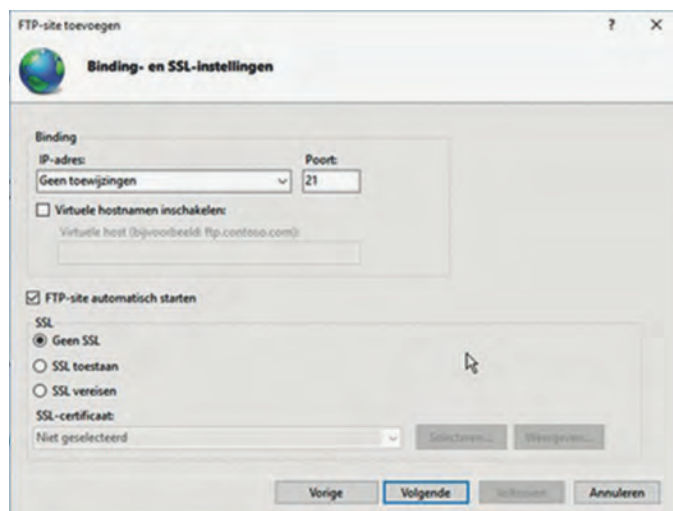 FTP-site toevoegen
Binding- en SSL-instellingen
Binding
IP-adres:
Poort:
Geen toewijzingen
21
Virtuele hostnamen inschakelen:
Virtuele host (bijvoorbeeld: ftp.contoso.com):
FTP-site automatisch starten
SSL
Geen SSL
SSL toestaan
SSL vereisen
SSL-certificaat:
Niet geselecteerd
Selecteren...
Weergeven...
Vorige
Volgende
Voltooien
Annuleren